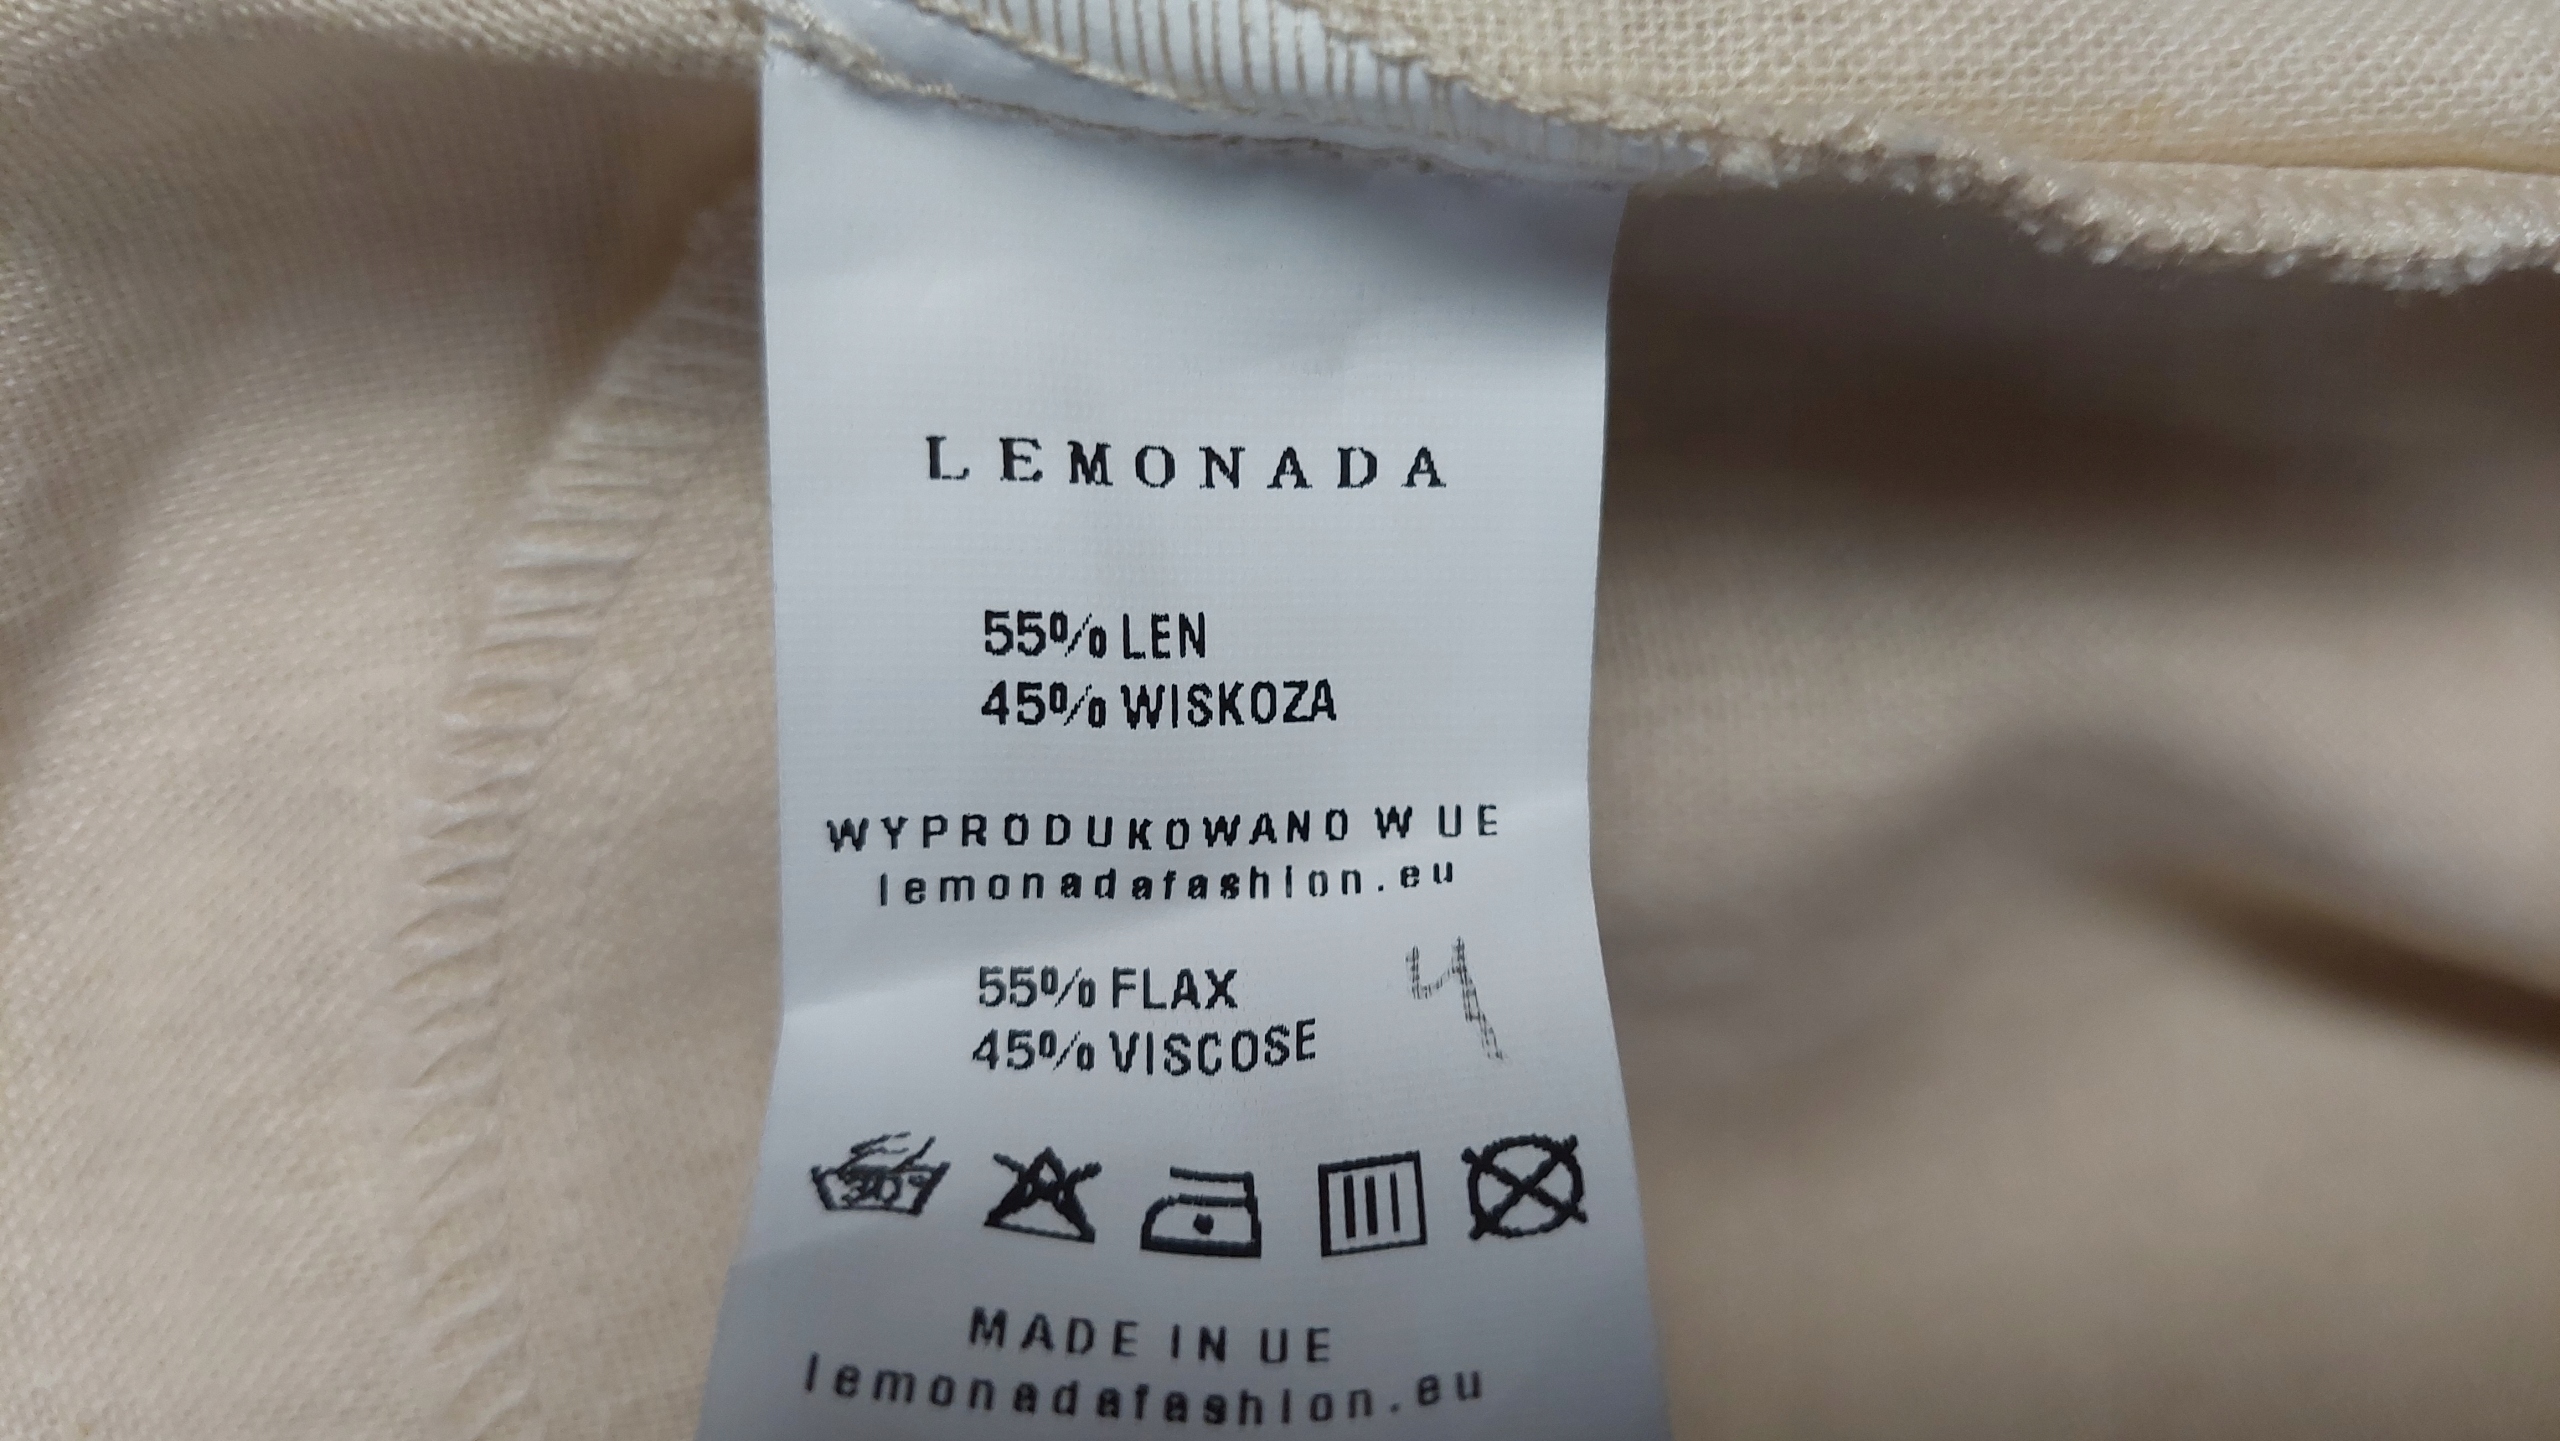 LEMONADA
55% LEN
45% WISKOZA
WYPRODUKOWANO W UE
lemonadafashion.eu
55% FLAX
4
45% VISCOSE
30°
MADE IN UE
lemonadafashion.eu